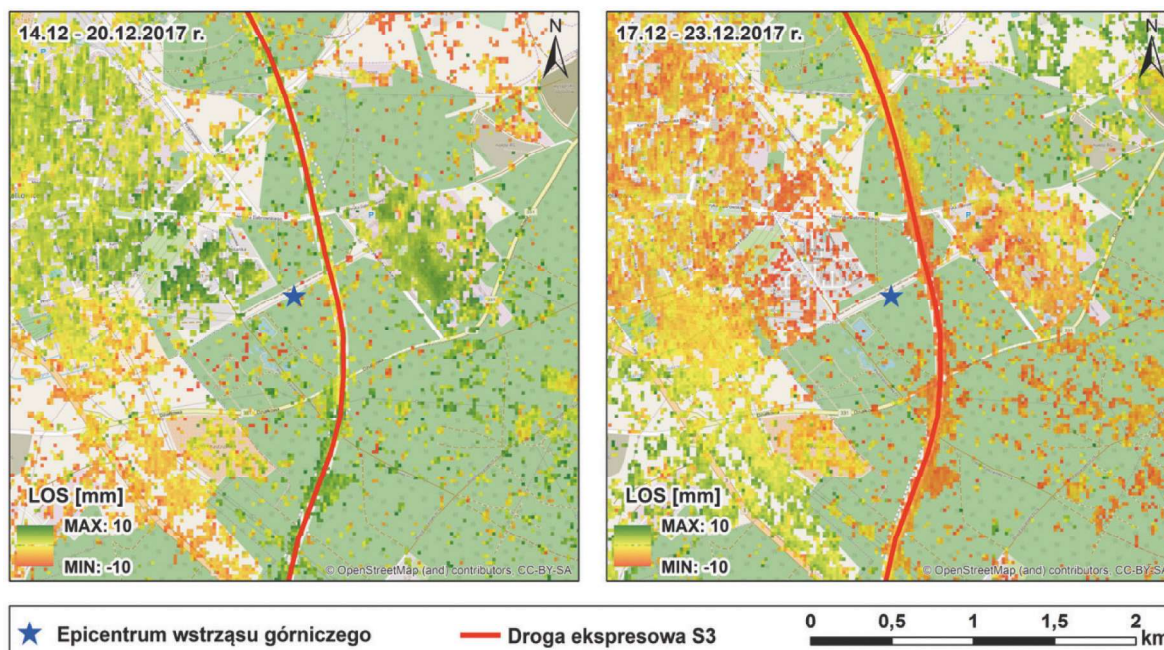 14.12 - 20.12.2017 r.
N
P
LOS [mm]
MAX: 10
MIN: -10
© OpenStreetMap (and) contributors, CC-BY-SA
17.12 - 23.12.2017 r.
N
P
331
LOS [mm]
MAX: 10
MIN: -10
© OpenStreetMap (and) contributors, CC-BY-SA
Epicentrum wstrząsu górniczego
Droga ekspresowa S3
0 0,5 1 1,5 2
km